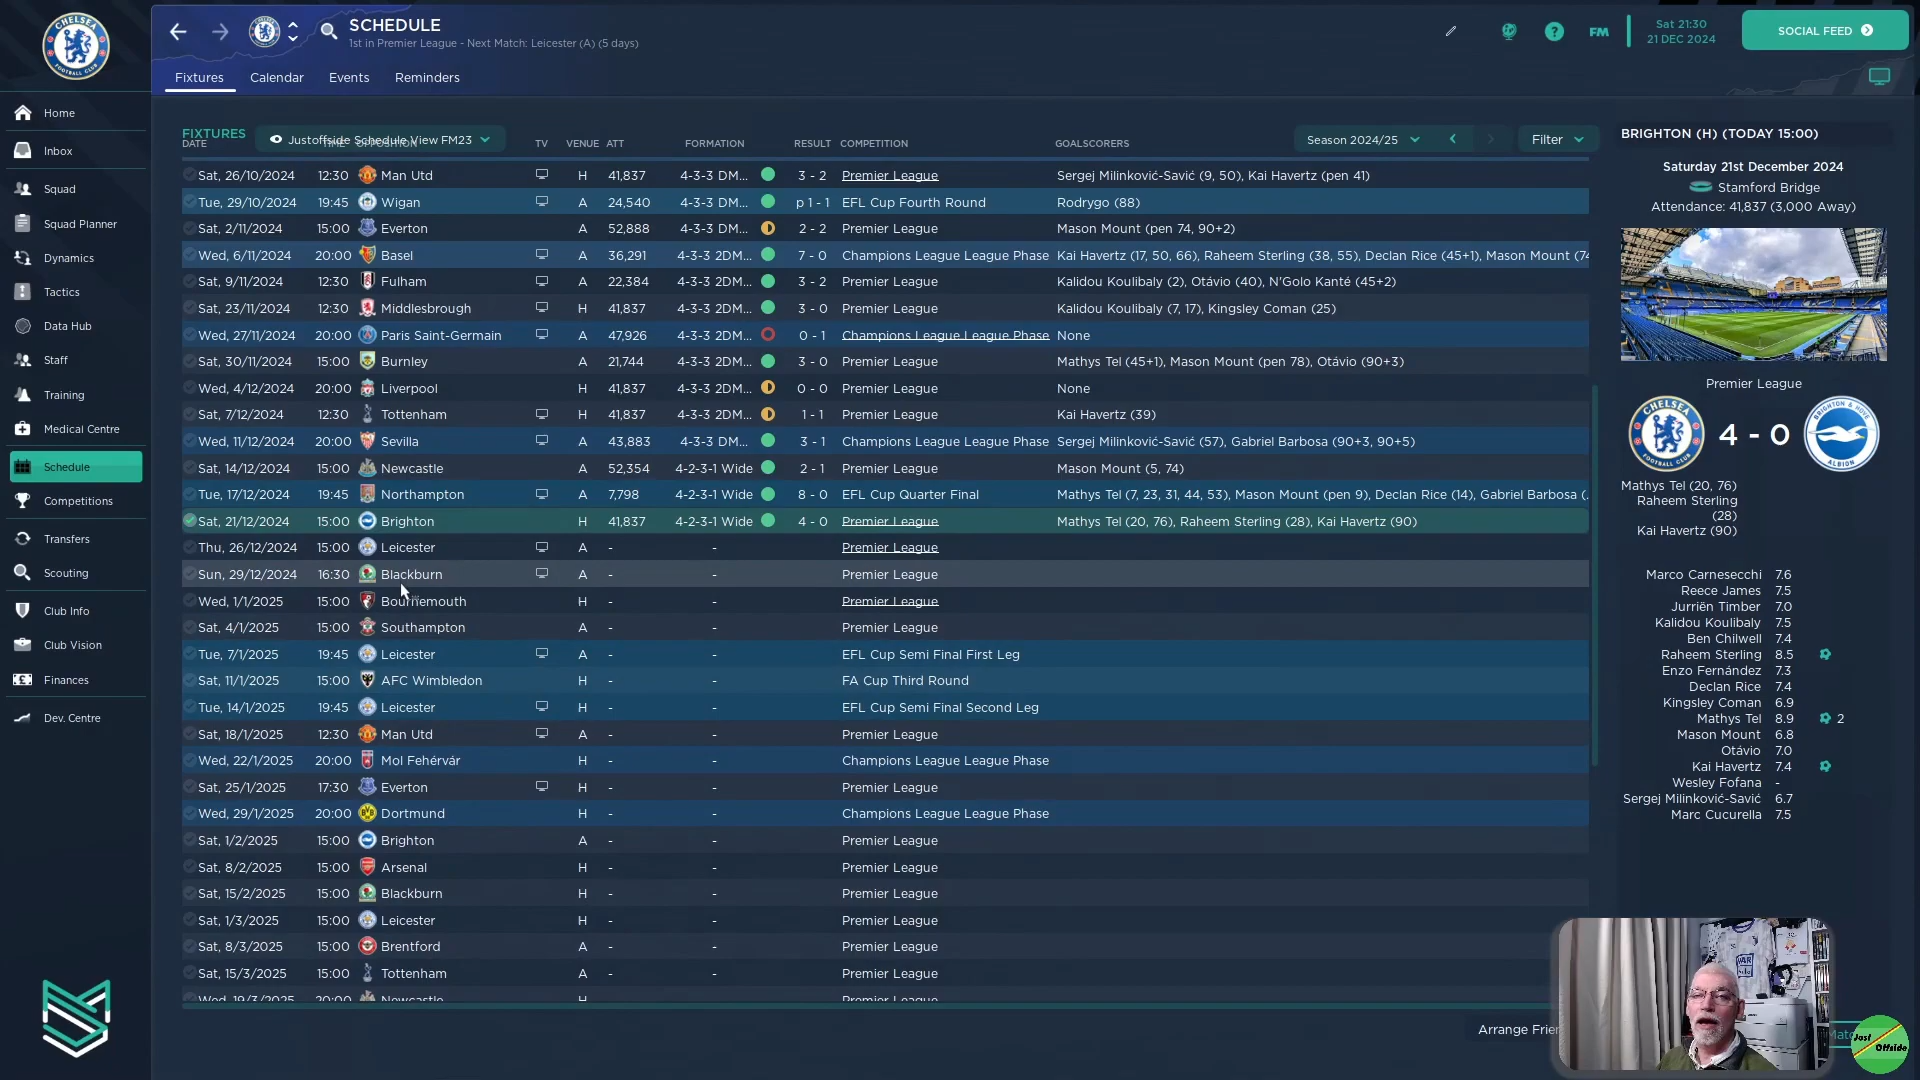 SCHEDULE
1st in Premier League - Next Match: Leicester (A) (5 days)
Sat 21:30
21 DEC 2024
SOCIAL FEED
FM
Fixtures Calendar Events Reminders
Home
Inbox
Squad
Squad Planner
Dynamics
Tactics
Data Hub
Staff
Training
Medical Centre
Schedule
Competitions
Transfers
Scouting
Club Info
Club Vision
Finances
Dev. Centre
FIXTURES
Justoffside Schedule View FM23
Season 2024/25
Filter
DATE TIME OPPOSITION TV VENUE ATT FORMATION RESULT COMPETITION GOALSCORERS
Sat, 26/10/2024 12:30 Man Utd H 41,837 4-3-3 DM... 3 - 2 Premier League Sergej Milinković-Savić (9, 50), Kai Havertz (pen 41)
Tue, 29/10/2024 19:45 Wigan A 24,540 4-3-3 DM... p 1 - 1 EFL Cup Fourth Round Rodrygo (88)
Sat, 2/11/2024 15:00 Everton A 52,888 4-3-3 DM... 2 - 2 Premier League Mason Mount (pen 74, 90+2)
Wed, 6/11/2024 20:00 Basel A 36,291 4-3-3 2DM... 7 - 0 Champions League League Phase Kai Havertz (17, 50, 66), Raheem Sterling (38, 55), Declan Rice (45+1), Mason Mount (74
Sat, 9/11/2024 12:30 Fulham A 22,384 4-3-3 2DM... 3 - 2 Premier League Kalidou Koulibaly (2), Otávio (40), N'Golo Kanté (45+2)
Sat, 23/11/2024 12:30 Middlesbrough H 41,837 4-3-3 2DM... 3 - 0 Premier League Kalidou Koulibaly (7, 17), Kingsley Coman (25)
Wed, 27/11/2024 20:00 Paris Saint-Germain A 47,926 4-3-3 2DM... 0 - 1 Champions League League Phase None
Sat, 30/11/2024 15:00 Burnley A 21,744 4-3-3 2DM... 3 - 0 Premier League Mathys Tel (45+1), Mason Mount (pen 78), Otávio (90+3)
Wed, 4/12/2024 20:00 Liverpool H 41,837 4-3-3 2DM... 0 - 0 Premier League None
Sat, 7/12/2024 12:30 Tottenham H 41,837 4-3-3 2DM... 1 - 1 Premier League Kai Havertz (39)
Wed, 11/12/2024 20:00 Sevilla A 43,883 4-3-3 DM... 3 - 1 Champions League League Phase Sergej Milinković-Savić (57), Gabriel Barbosa (90+3, 90+5)
Sat, 14/12/2024 15:00 Newcastle A 52,354 4-2-3-1 Wide 2 - 1 Premier League Mason Mount (5, 74)
Tue, 17/12/2024 19:45 Northampton A 7,798 4-2-3-1 Wide 8 - 0 EFL Cup Quarter Final Mathys Tel (7, 23, 31, 44, 53), Mason Mount (pen 9), Declan Rice (14), Gabriel Barbosa (.
Sat, 21/12/2024 15:00 Brighton H 41,837 4-2-3-1 Wide 4 - 0 Premier League Mathys Tel (20, 76), Raheem Sterling (28), Kai Havertz (90)
Thu, 26/12/2024 15:00 Leicester A - - Premier League
Sun, 29/12/2024 16:30 Blackburn A - - Premier League
Wed, 1/1/2025 15:00 Bournemouth H - - Premier League
Sat, 4/1/2025 15:00 Southampton A - - Premier League
Tue, 7/1/2025 19:45 Leicester A - - EFL Cup Semi Final First Leg
Sat, 11/1/2025 15:00 AFC Wimbledon H - - FA Cup Third Round
Tue, 14/1/2025 19:45 Leicester H - - EFL Cup Semi Final Second Leg
Sat, 18/1/2025 12:30 Man Utd A - - Premier League
Wed, 22/1/2025 20:00 Mol Fehérvár H - - Champions League League Phase
Sat, 25/1/2025 17:30 Everton H - - Premier League
Wed, 29/1/2025 20:00 Dortmund H - - Champions League League Phase
Sat, 1/2/2025 15:00 Brighton A - - Premier League
Sat, 8/2/2025 15:00 Arsenal H - - Premier League
Sat, 15/2/2025 15:00 Blackburn H - - Premier League
Sat, 1/3/2025 15:00 Leicester H - - Premier League
Sat, 8/3/2025 15:00 Brentford A - - Premier League
Sat, 15/3/2025 15:00 Tottenham A - - Premier League
Wed, 19/3/2025 20:00 Newcastle H Premier League
BRIGHTON (H) (TODAY 15:00)
Saturday 21st December 2024
Stamford Bridge
Attendance: 41,837 (3,000 Away)
Premier League
CHELSEA FOOTBALL CLUB
4 - 0
BRIGHTON & HOVE ALBION
Mathys Tel (20, 76)
Raheem Sterling
(28)
Kai Havertz (90)
Marco Carnesecchi 7.6
Reece James 7.5
Jurriën Timber 7.0
Kalidou Koulibaly 7.5
Ben Chilwell 7.4
Raheem Sterling 8.5
Enzo Fernández 7.3
Declan Rice 7.4
Kingsley Coman 6.9
Mathys Tel 8.9 2
Mason Mount 6.8
Otávio 7.0
Kai Havertz 7.4
Wesley Fofana -
Sergej Milinković-Savić 6.7
Marc Cucurella 7.5
Arrange Frien
Just
Offside